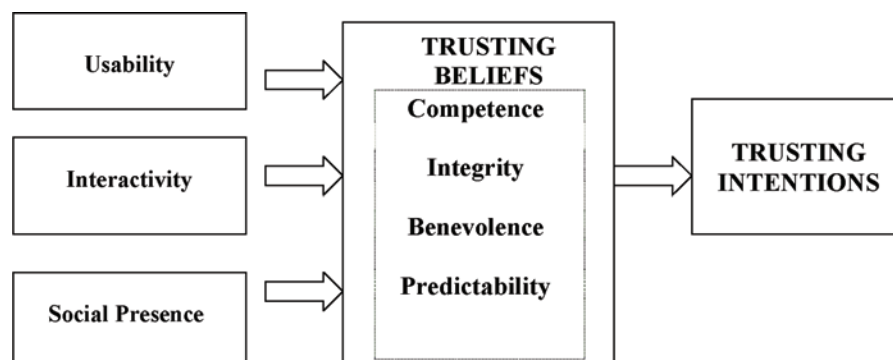 Usability
Interactivity
Social Presence
TRUSTING
BELIEFS
Competence
Integrity
Benevolence
Predictability
TRUSTING
INTENTIONS